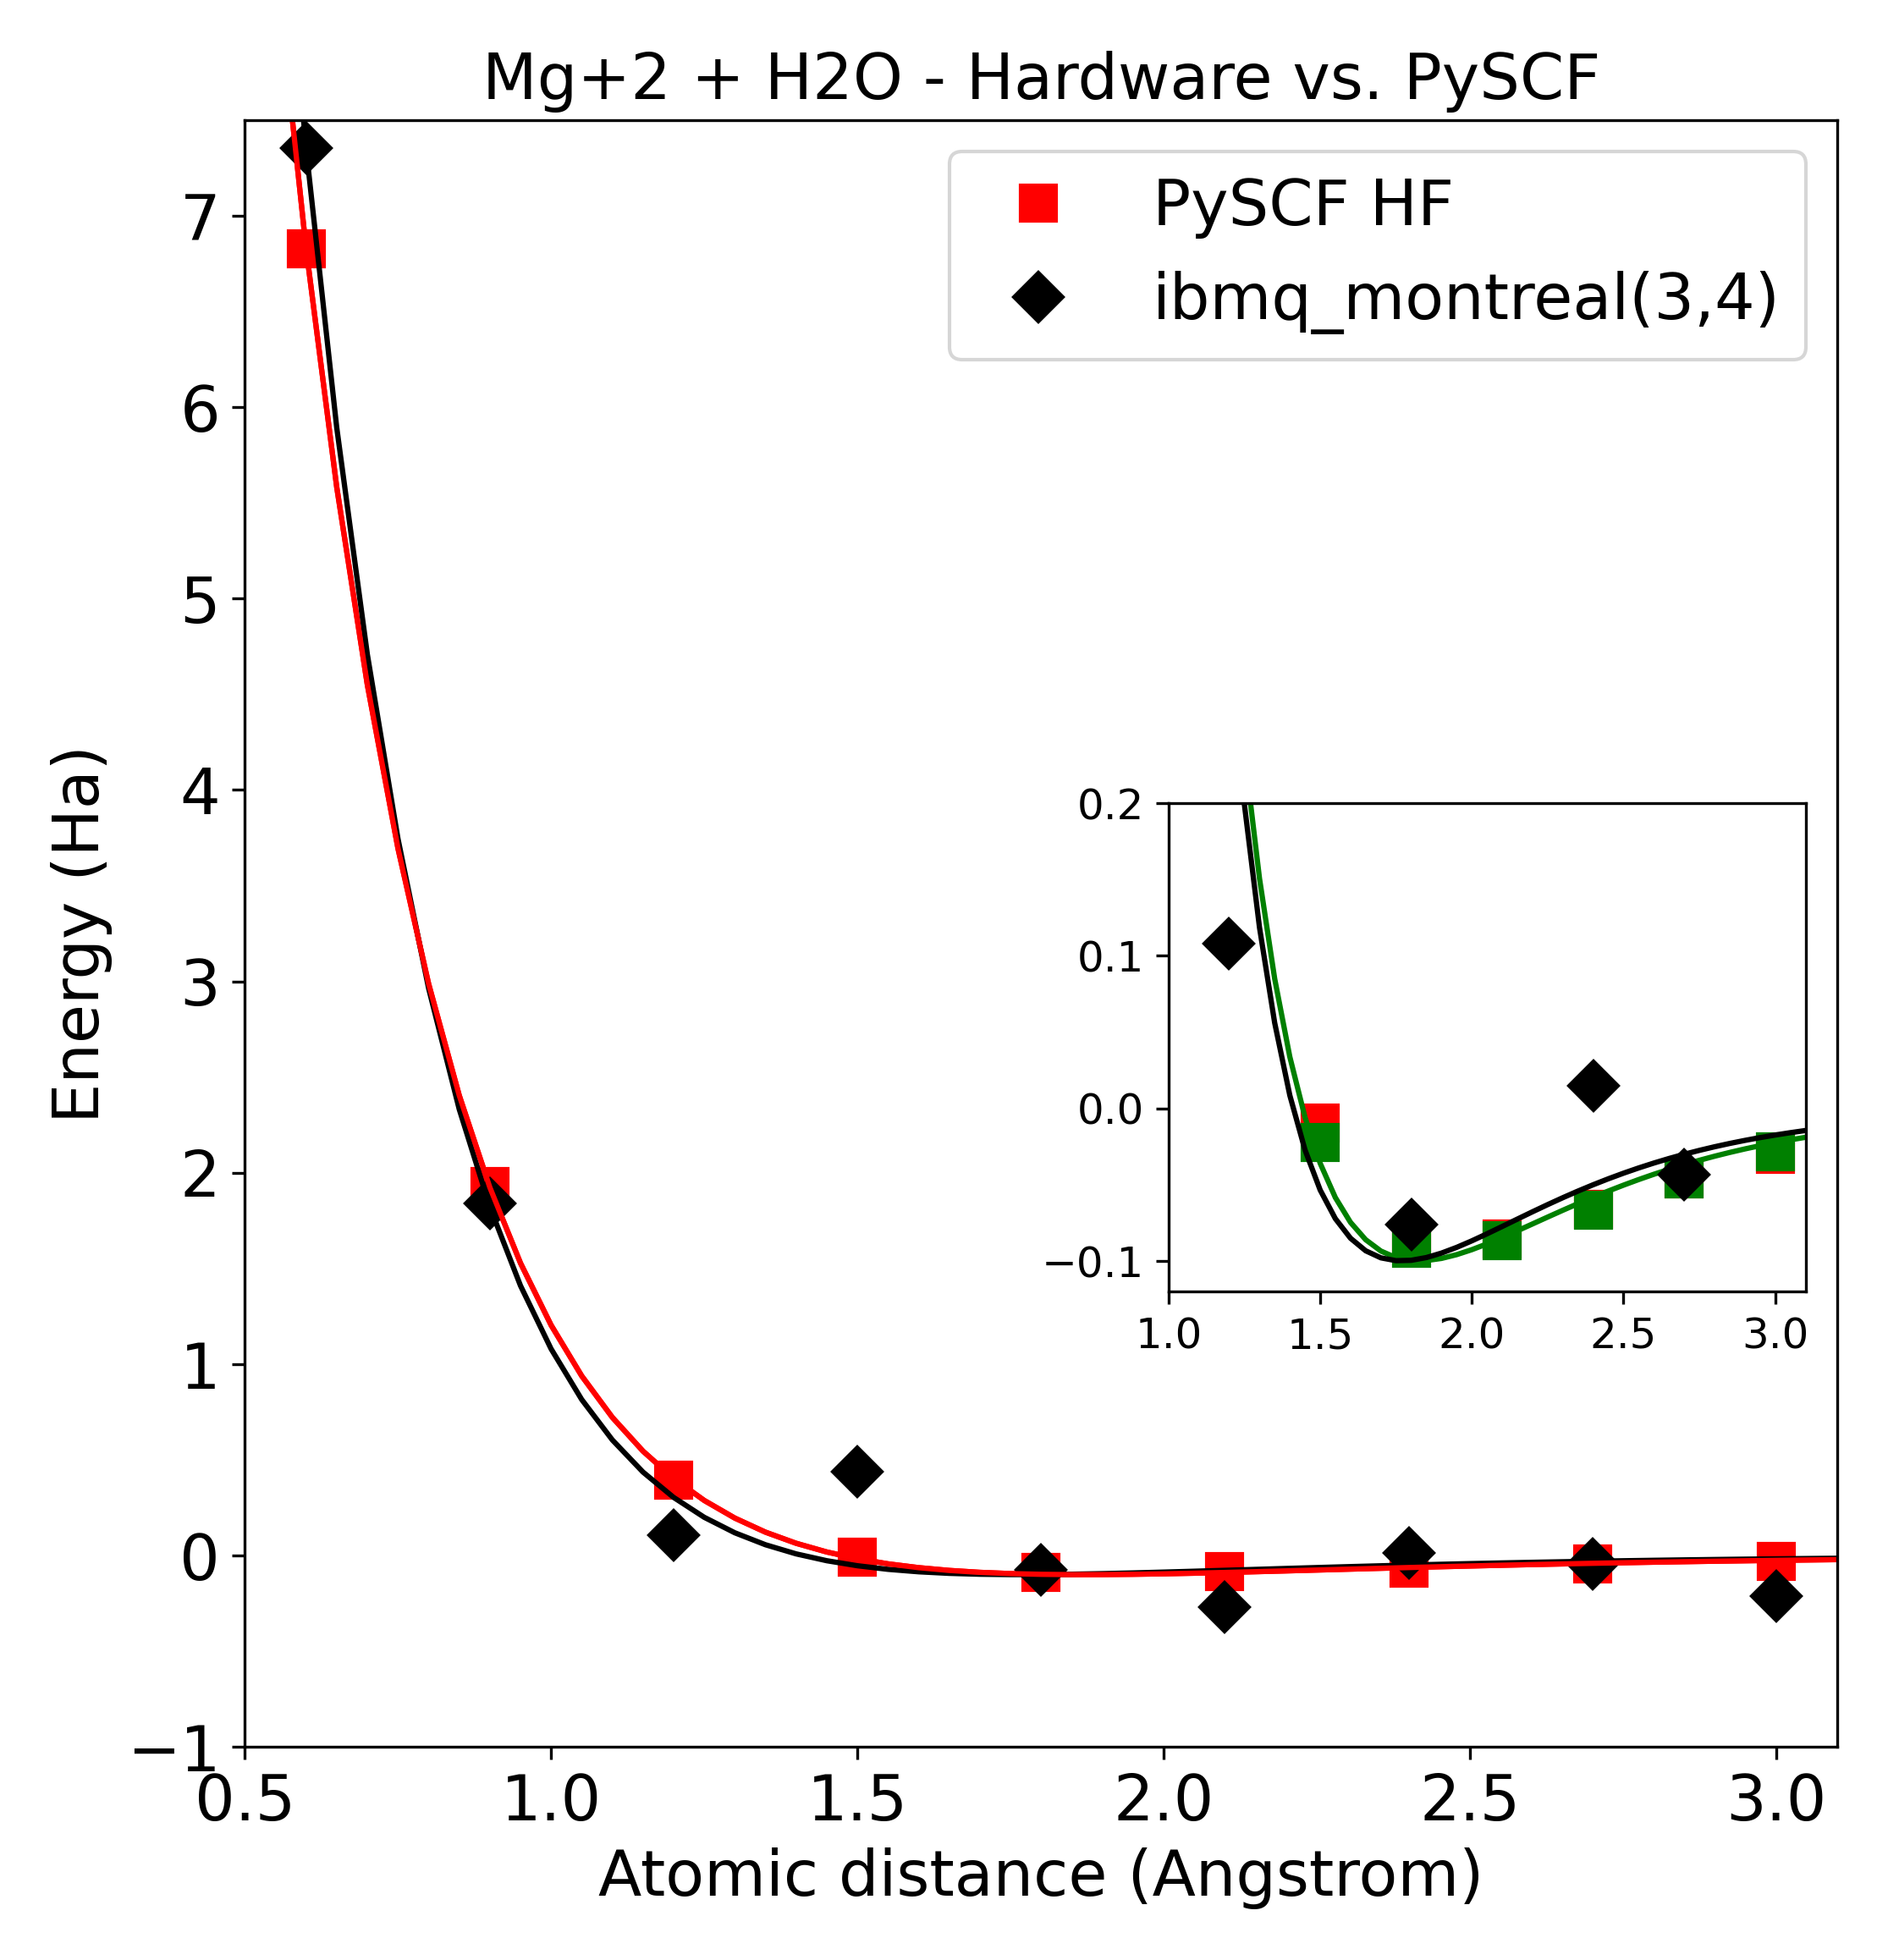 Mg+2 + H2O - Hardware vs. PySCF
PySCF HF
ibmq_montreal(3,4)
Energy (Ha)
7
6
5
4
3
2
1
0
−1
0.5 1.0 1.5 2.0 2.5 3.0
Atomic distance (Angstrom)
0.2
0.1
0.0
−0.1
1.0 1.5 2.0 2.5 3.0